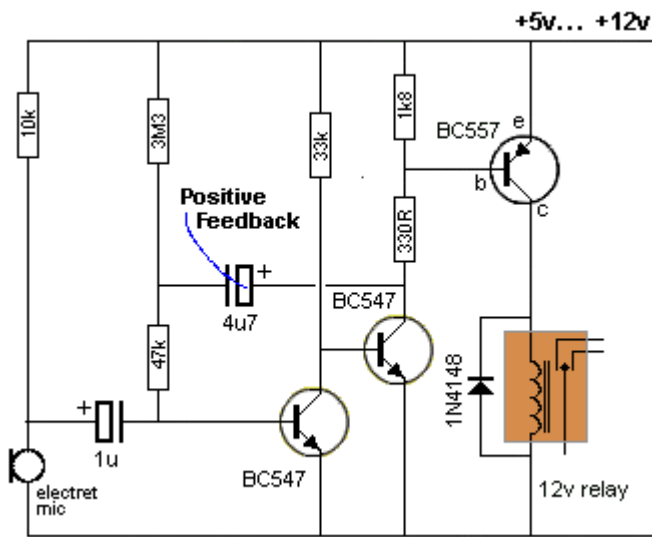 +5v... +12v
10k
3M3
33k
1k8
BC557
e
b
c
Positive
Feedback
330R
+
4u7
BC547
47k
1N4148
+
1u
BC547
electret
mic
12v relay